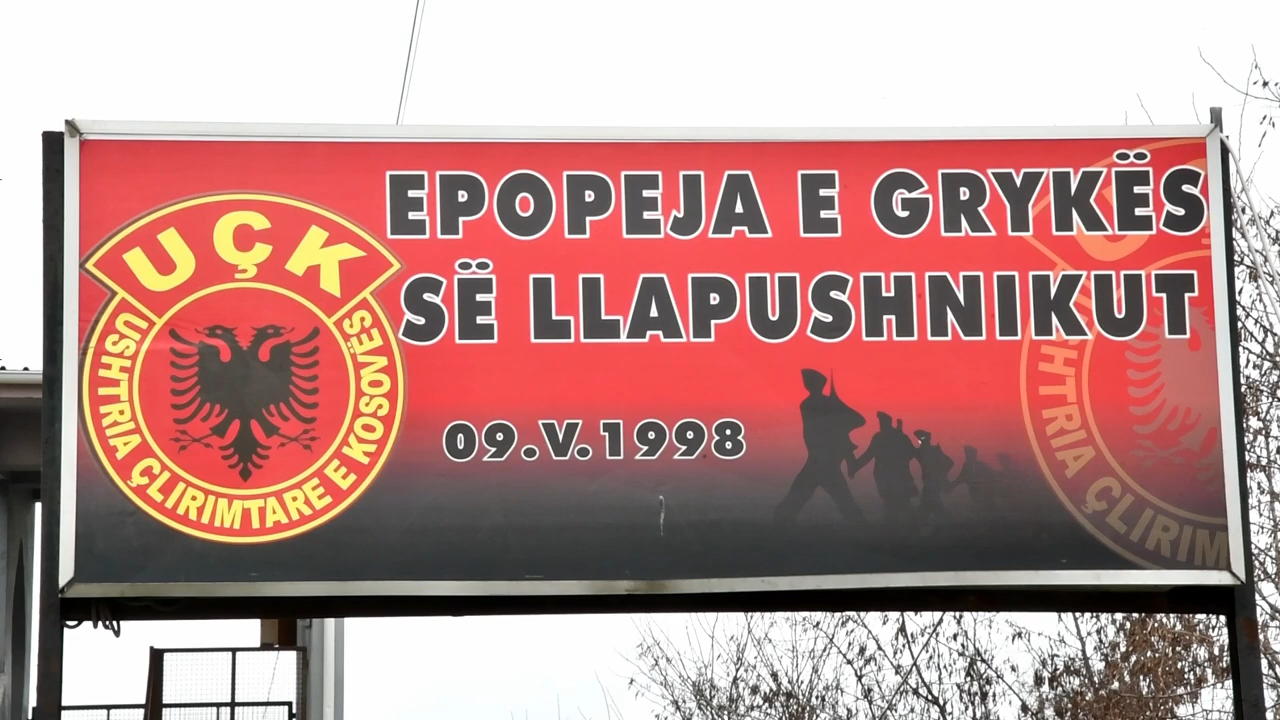 EPOPEJA E GRYKËS
SË LLAPUSHNIKUT
09.V.1998
UÇK
USHTRIA ÇLIRIMTARE E KOSOVËS
USHTRIA ÇLIRIM